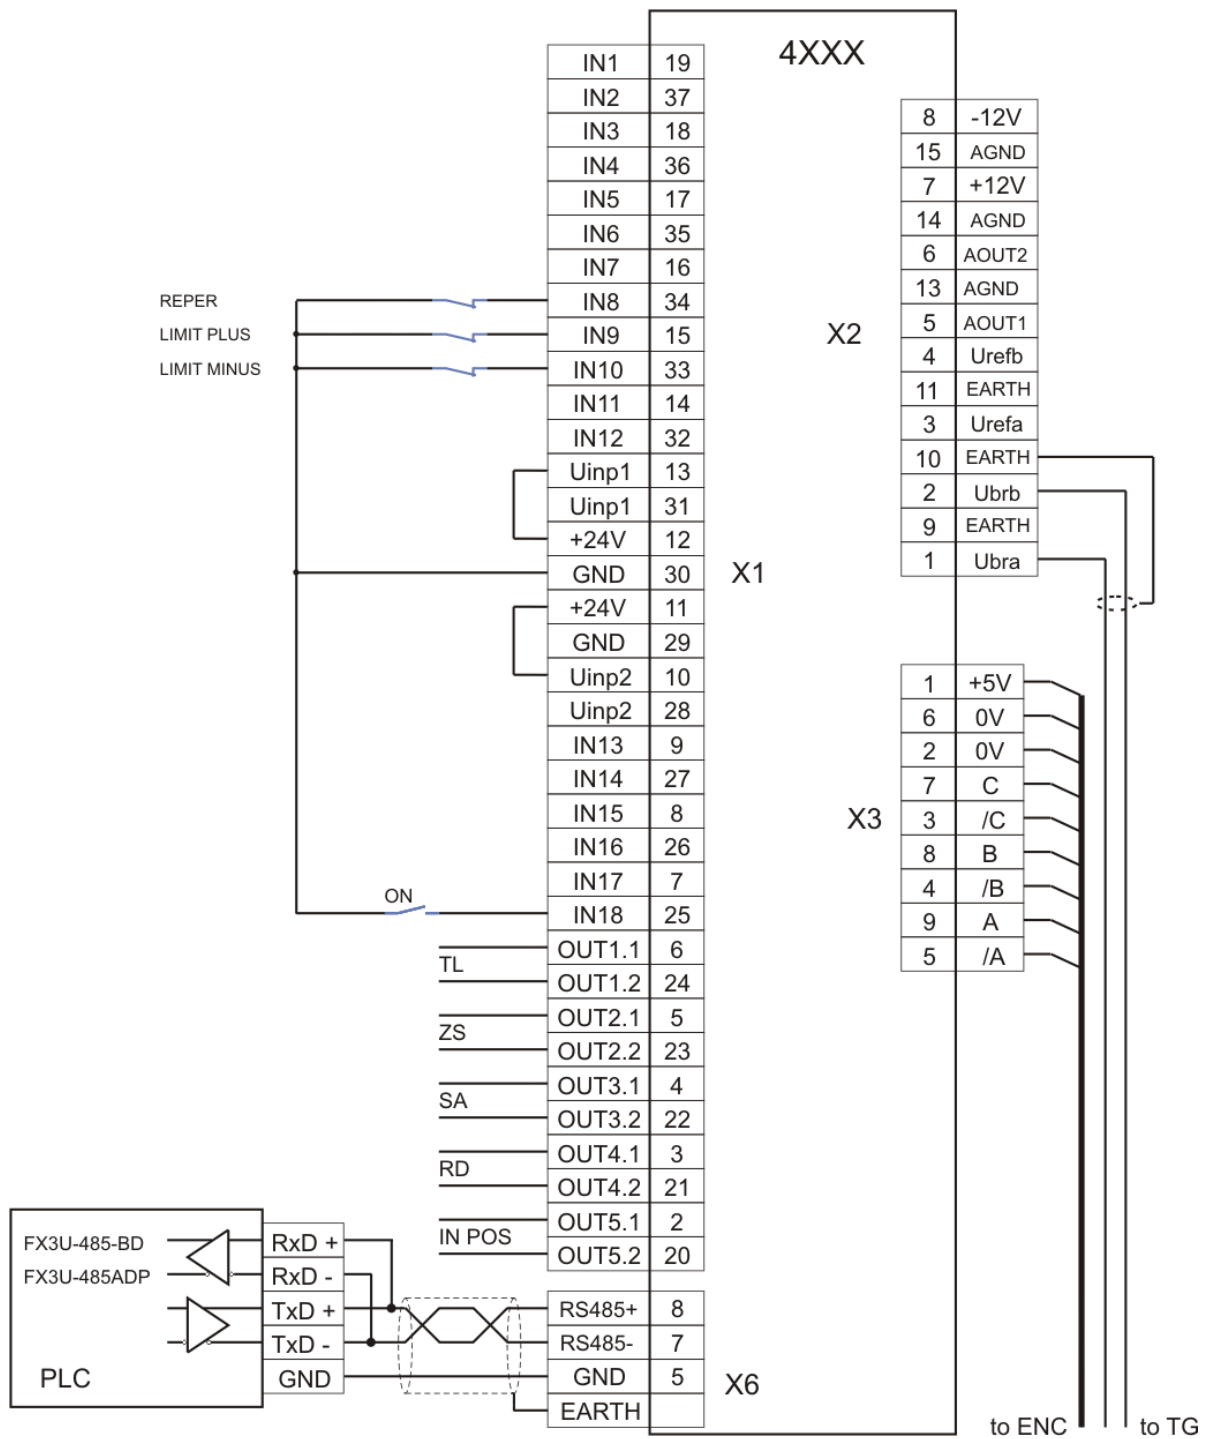 4XXX
IN1 19
IN2 37
IN3 18
IN4 36
IN5 17
IN6 35
IN7 16
REPER IN8 34
LIMIT PLUS IN9 15
LIMIT MINUS IN10 33
IN11 14
IN12 32
Uinp1 13
Uinp1 31
+24V 12
GND 30
+24V 11
GND 29
Uinp2 10
Uinp2 28
IN13 9
IN14 27
IN15 8
IN16 26
IN17 7
ON
IN18 25
OUT1.1 6
TL
OUT1.2 24
OUT2.1 5
ZS
OUT2.2 23
OUT3.1 4
SA
OUT3.2 22
OUT4.1 3
RD
OUT4.2 21
OUT5.1 2
IN POS
OUT5.2 20
X1
8 -12V
15 AGND
7 +12V
14 AGND
6 AOUT2
13 AGND
5 AOUT1
4 Urefb
11 EARTH
3 Urefa
10 EARTH
2 Ubrb
9 EARTH
1 Ubra
X2
1 +5V
6 0V
2 0V
7 C
3 /C
8 B
4 /B
9 A
5 /A
X3
FX3U-485-BD RxD +
FX3U-485ADP RxD -
TxD +
TxD -
PLC GND
RS485+ 8
RS485- 7
GND 5
EARTH
X6
to ENC
to TG